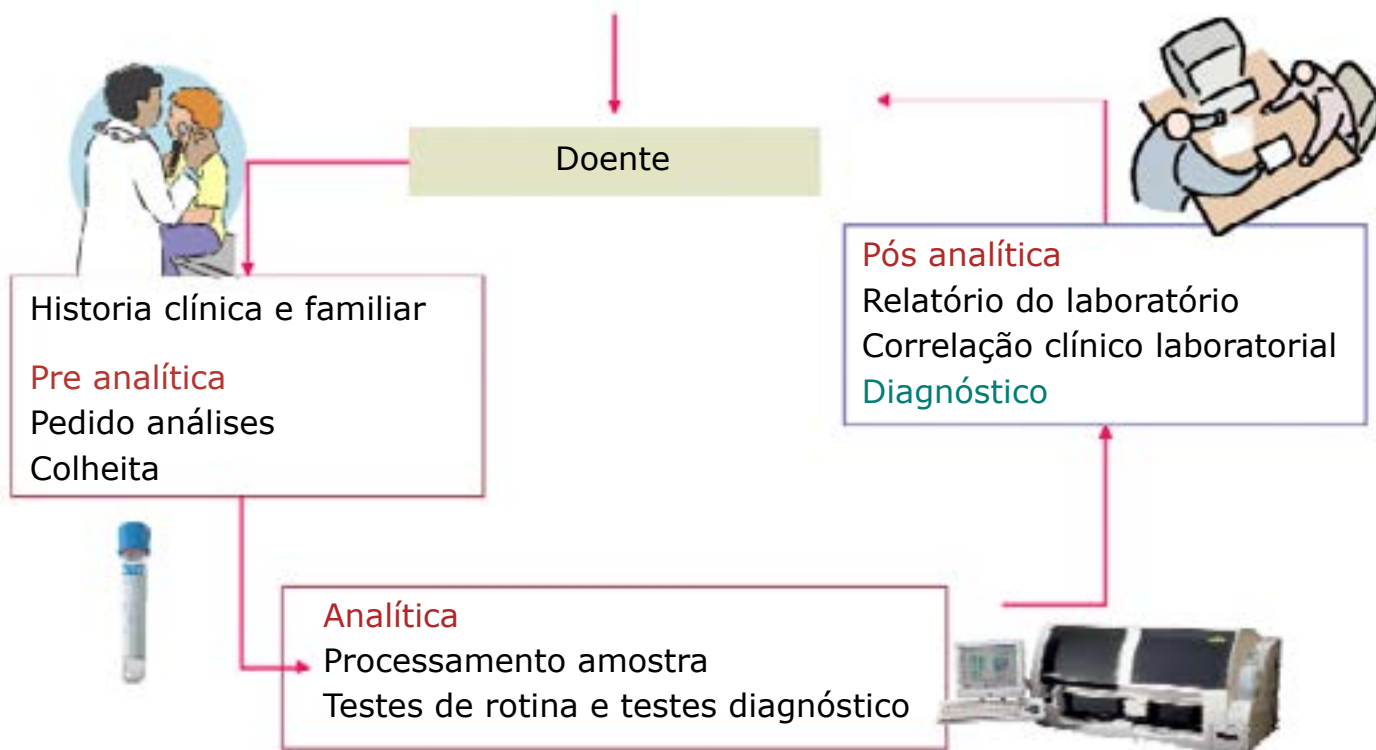 Doente
Historia clínica e familiar
Pre analítica
Pedido análises
Colheita
Analítica
Processamento amostra
Testes de rotina e testes diagnóstico
Pós analítica
Relatório do laboratório
Correlação clínico laboratorial
Diagnóstico